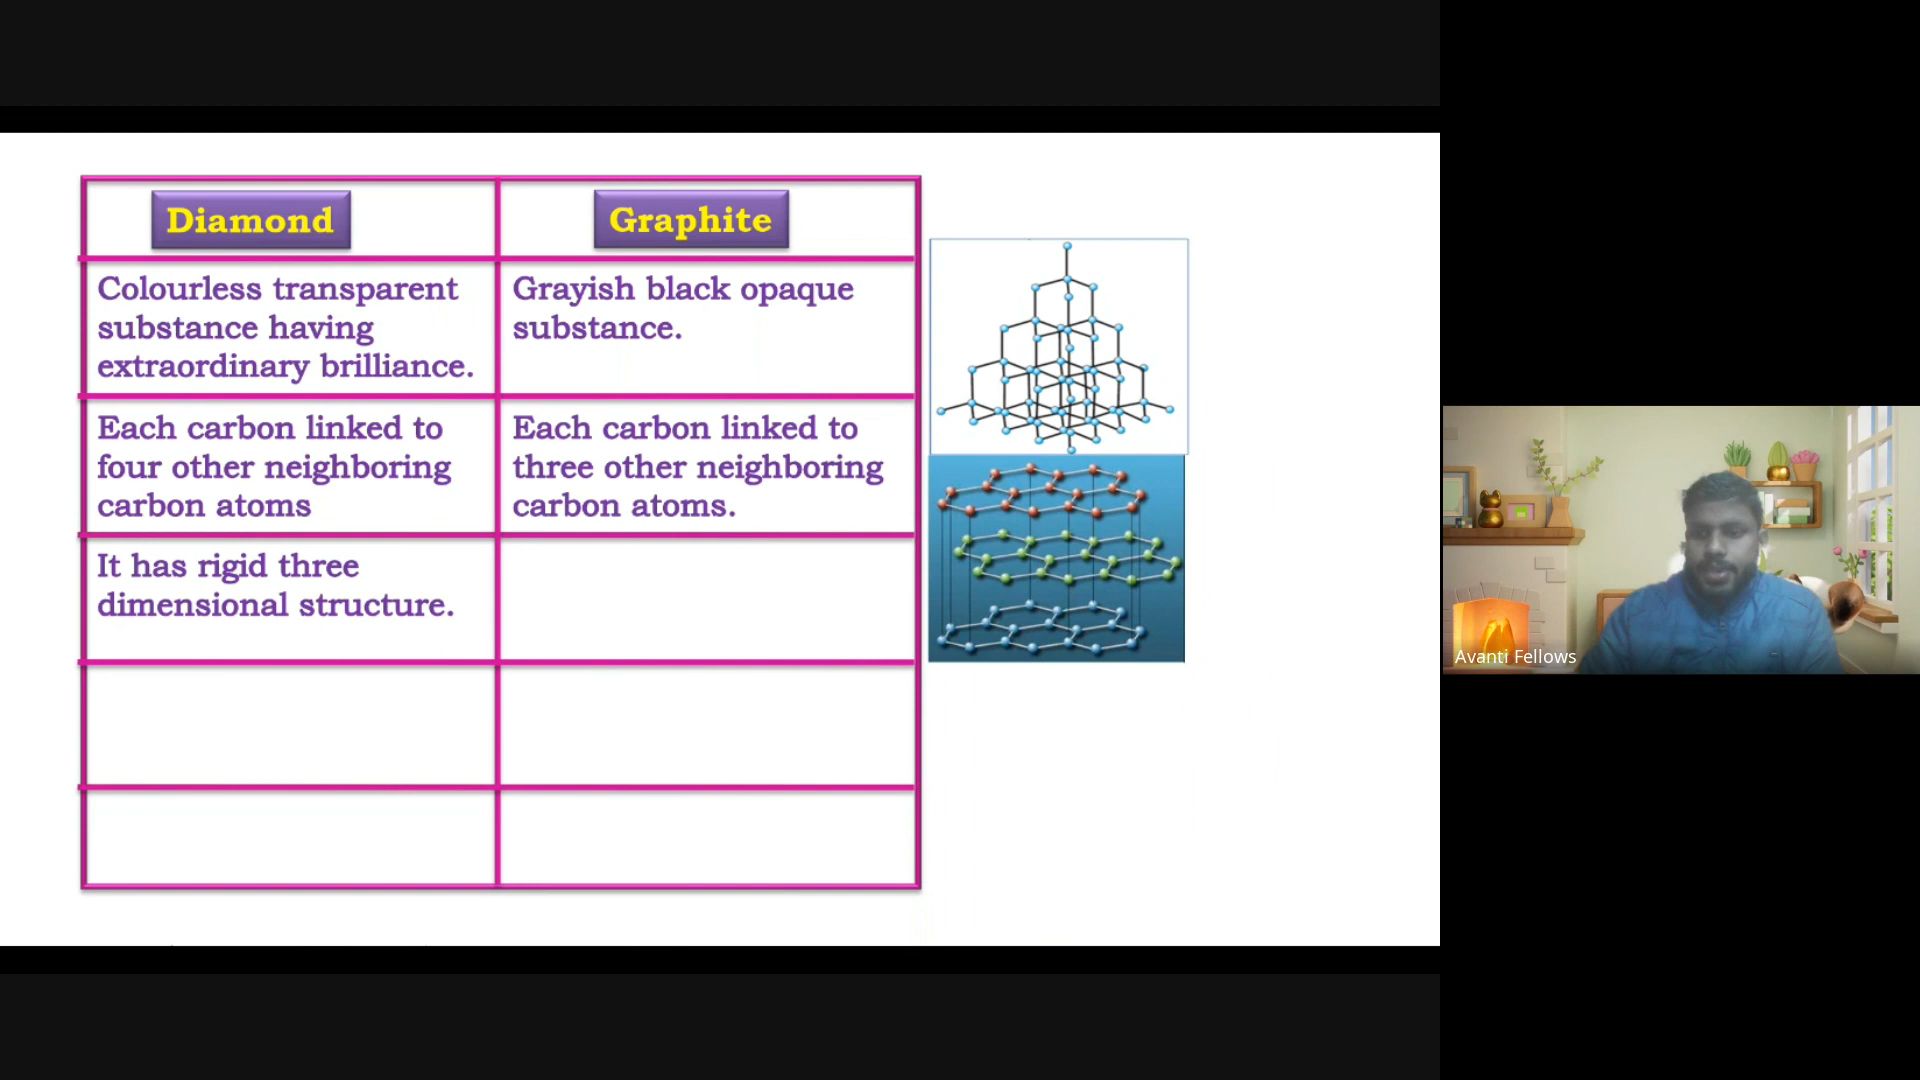 Diamond
Graphite
Colourless transparent
substance having
extraordinary brilliance.
Grayish black opaque
substance.
Each carbon linked to
four other neighboring
carbon atoms
Each carbon linked to
three other neighboring
carbon atoms.
It has rigid three
dimensional structure.
Avanti Fellows